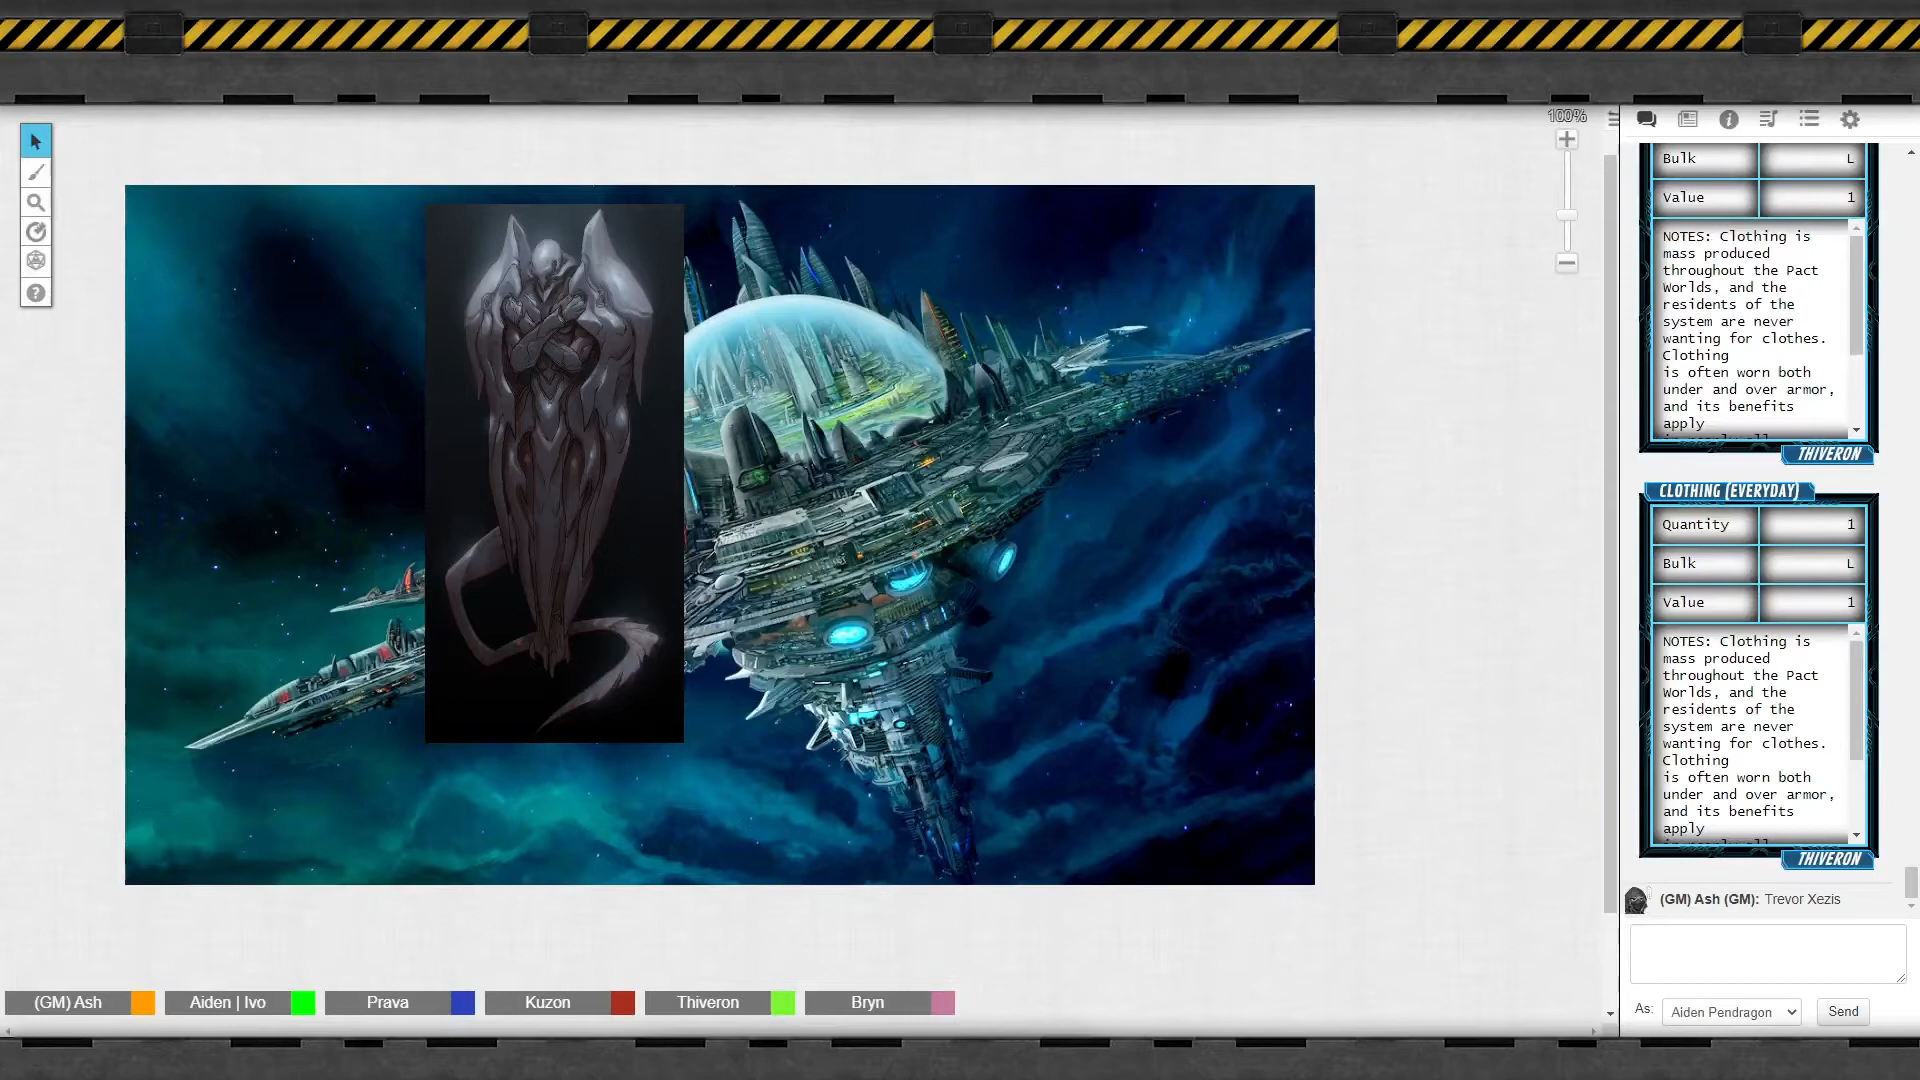 100%
Bulk L
Value 1
NOTES: Clothing is
mass produced
throughout the Pact
Worlds, and the
residents of the
system are never
wanting for clothes.
Clothing
is often worn both
under and over armor,
and its benefits
apply
THIVERON
CLOTHING (EVERYDAY)
Quantity 1
Bulk L
Value 1
NOTES: Clothing is
mass produced
throughout the Pact
Worlds, and the
residents of the
system are never
wanting for clothes.
Clothing
is often worn both
under and over armor,
and its benefits
apply
THIVERON
(GM) Ash (GM): Trevor Xezis
As: Aiden Pendragon Send
(GM) Ash Aiden | Ivo Prava Kuzon Thiveron Bryn